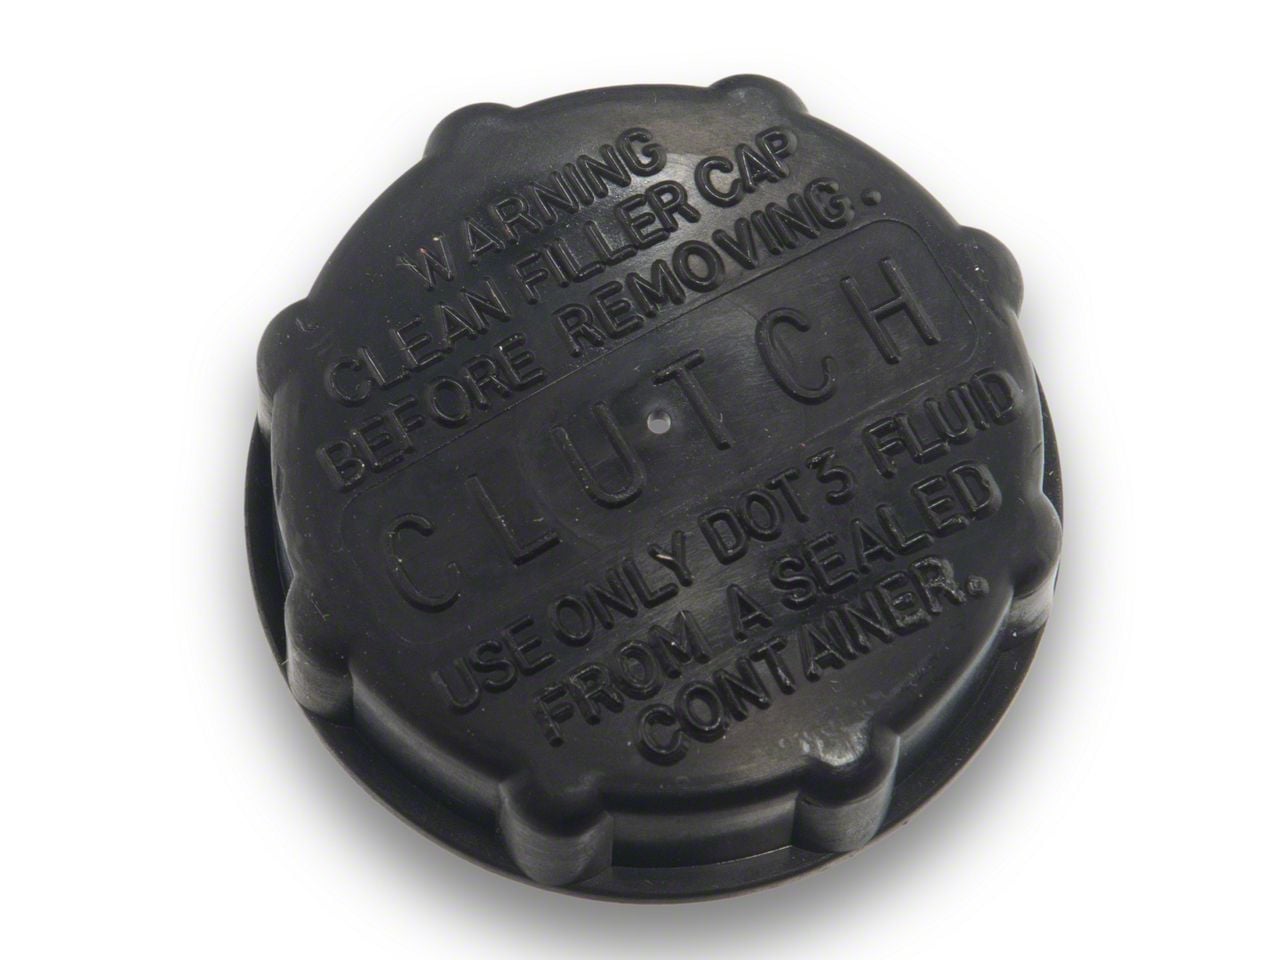 WARNING
CLEAN FILLER CAP
BEFORE REMOVING.
CLUTCH
USE ONLY DOT 3 FLUID
FROM A SEALED
CONTAINER.